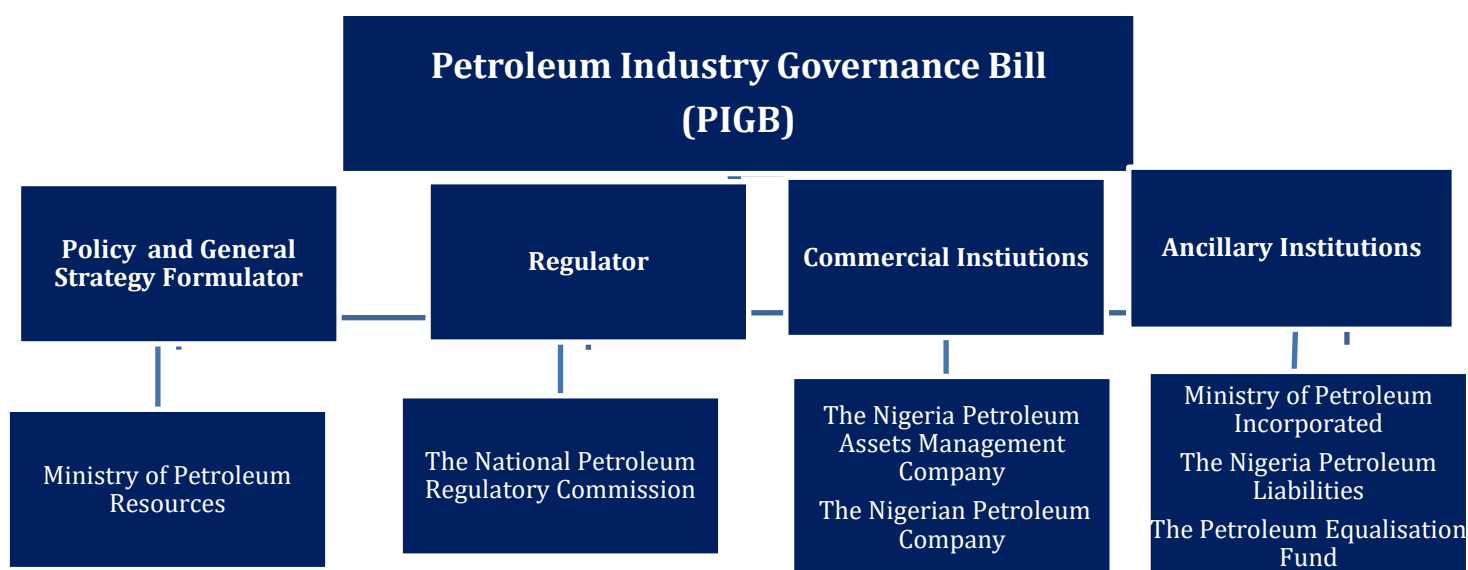 Petroleum Industry Governance Bill
(PIGB)
Policy and General
Strategy Formulator
Regulator
Commercial Instiutions
Ancillary Institutions
Ministry of Petroleum
Resources
The National Petroleum
Regulatory Commission
The Nigeria Petroleum
Assets Management
Company
The Nigerian Petroleum
Company
Ministry of Petroleum
Incorporated
The Nigeria Petroleum
Liabilities
The Petroleum Equalisation
Fund